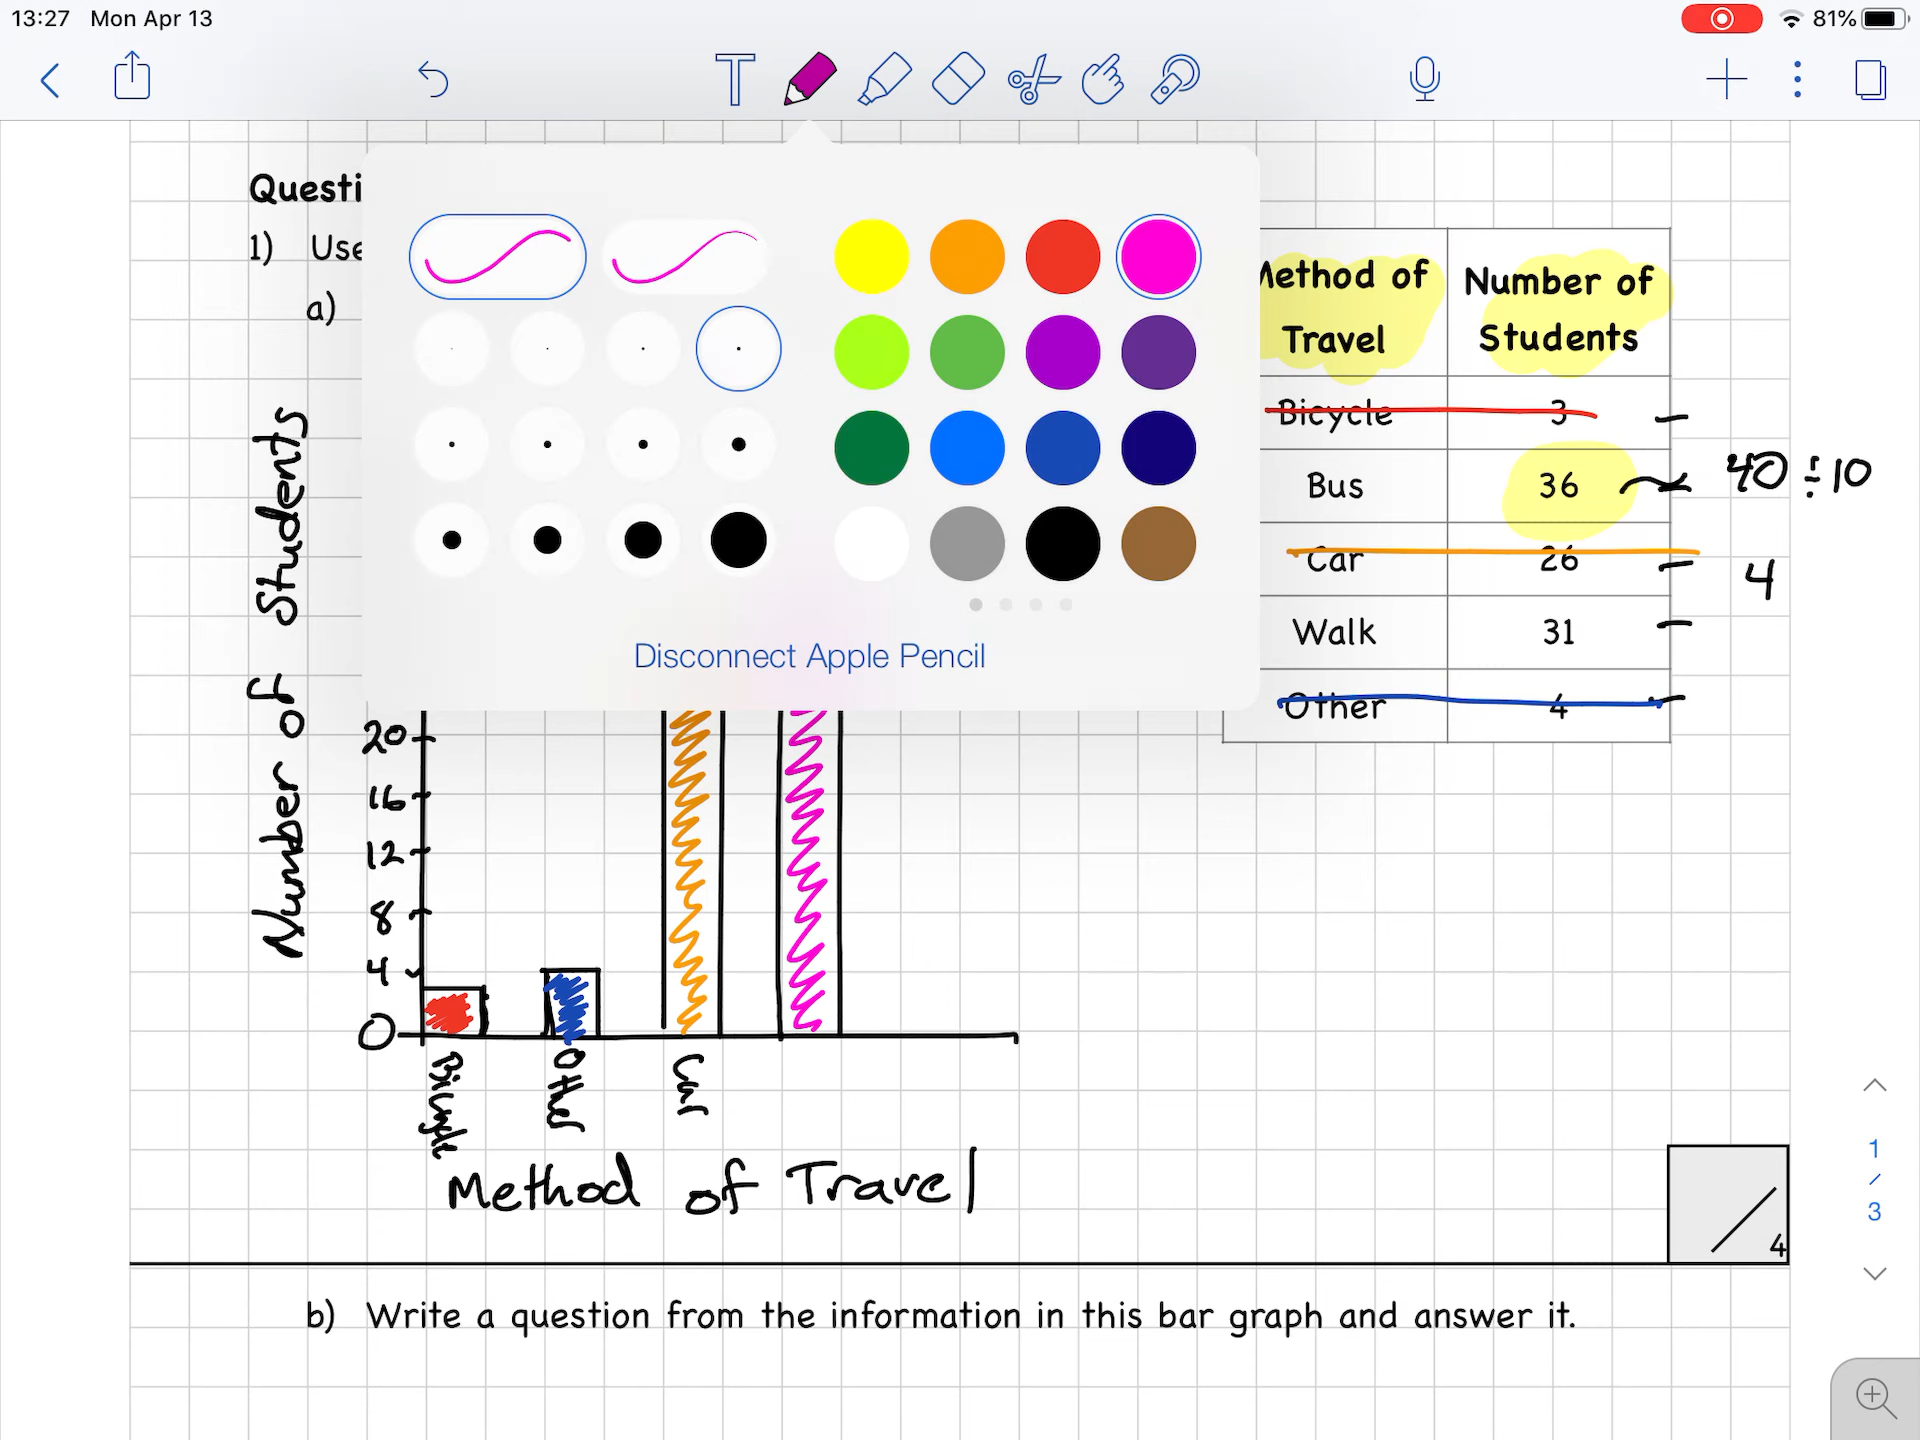 13:27 Mon Apr 13
81%
Questi
1) Use
a)
Disconnect Apple Pencil
Method of Travel
Number of Students
Bicycle 3
Bus 36
40 ÷ 10
Car 26
4
Walk 31
Other 4
Number of Students
20
16
12
8
4
0
Bicycle
Other
Car
Method of Travel
4
1
/
3
b) Write a question from the information in this bar graph and answer it.